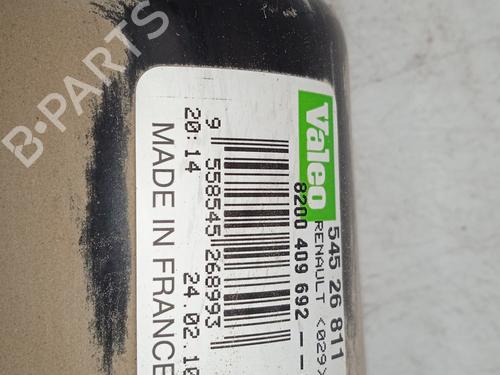 B-PARTS
Valeo
545 26 811
RENAULT <029>
8200 409 692 --
9 558545 268993
20:14 24.02.10
MADE IN FRANCE